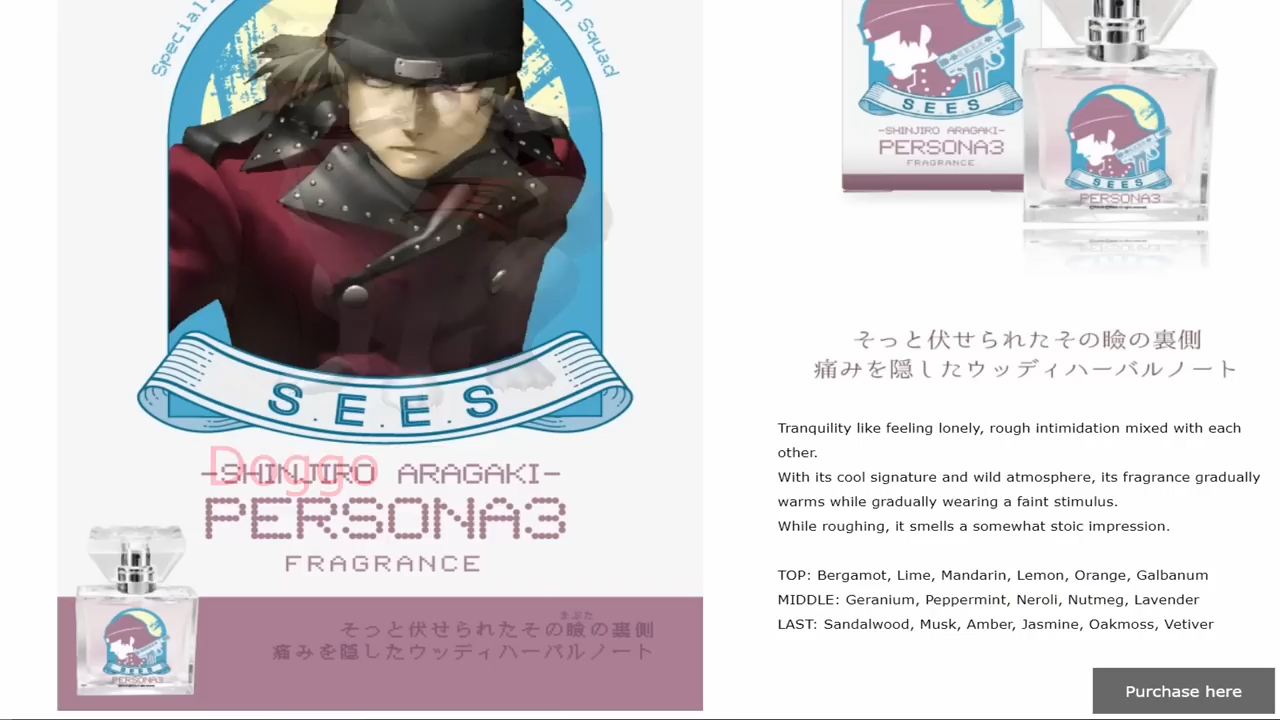 Speciali
n Squad
S.E.E.S
Doggo
-SHINJIRO ARAGAKI-
PERSONA3
FRAGRANCE
まぶた
そっと伏せられたその瞼の裏側
痛みを隠したウッディハーバルノート
S.E.E.S
PERSONA3
S.E.E.S
-SHINJIRO ARAGAKI-
PERSONA3
FRAGRANCE
S.E.E.S
PERSONA3
そっと伏せられたその瞼の裏側
痛みを隠したウッディハーバルノート
Tranquility like feeling lonely, rough intimidation mixed with each
other.
With its cool signature and wild atmosphere, its fragrance gradually
warms while gradually wearing a faint stimulus.
While roughing, it smells a somewhat stoic impression.
TOP: Bergamot, Lime, Mandarin, Lemon, Orange, Galbanum
MIDDLE: Geranium, Peppermint, Neroli, Nutmeg, Lavender
LAST: Sandalwood, Musk, Amber, Jasmine, Oakmoss, Vetiver
Purchase here